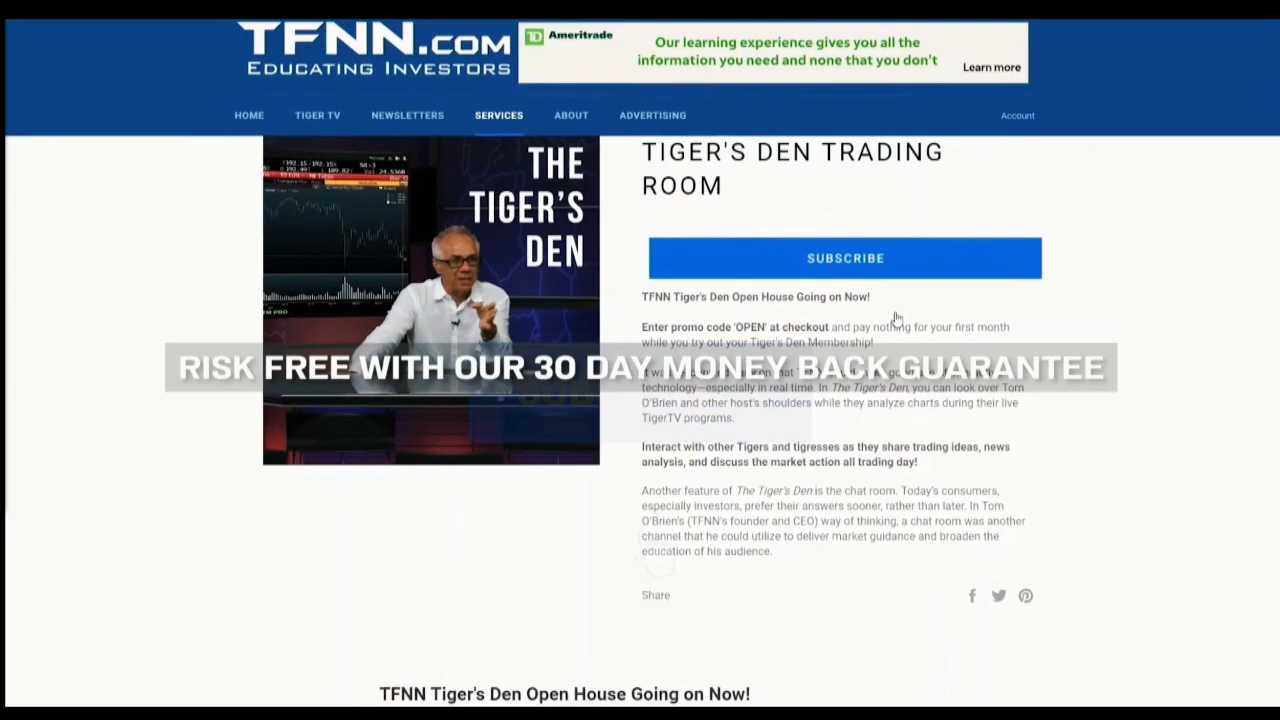 TFNN.COM
EDUCATING INVESTORS
Ameritrade
Our learning experience gives you all the
information you need and none that you don't
Learn more
HOME TIGER TV NEWSLETTERS SERVICES ABOUT ADVERTISING Account
THE
TIGER'S
DEN
TIGER'S DEN TRADING
ROOM
SUBSCRIBE
TFNN Tiger's Den Open House Going on Now!
Enter promo code 'OPEN' at checkout and pay nothing for your first month
while you try out your Tiger's Den Membership!
RISK FREE WITH OUR 30 DAY MONEY BACK GUARANTEE
technology—especially in real time. In The Tiger's Den, you can look over Tom
O'Brien and other host's shoulders while they analyze charts during their live
TigerTV programs.
Interact with other Tigers and tigresses as they share trading ideas, news
analysis, and discuss the market action all trading day!
Another feature of The Tiger's Den is the chat room. Today's consumers,
especially investors, prefer their answers sooner, rather than later. In Tom
O'Brien's (TFNN's founder and CEO) way of thinking, a chat room was another
channel that he could utilize to deliver market guidance and broaden the
education of his audience.
Share
TFNN Tiger's Den Open House Going on Now!